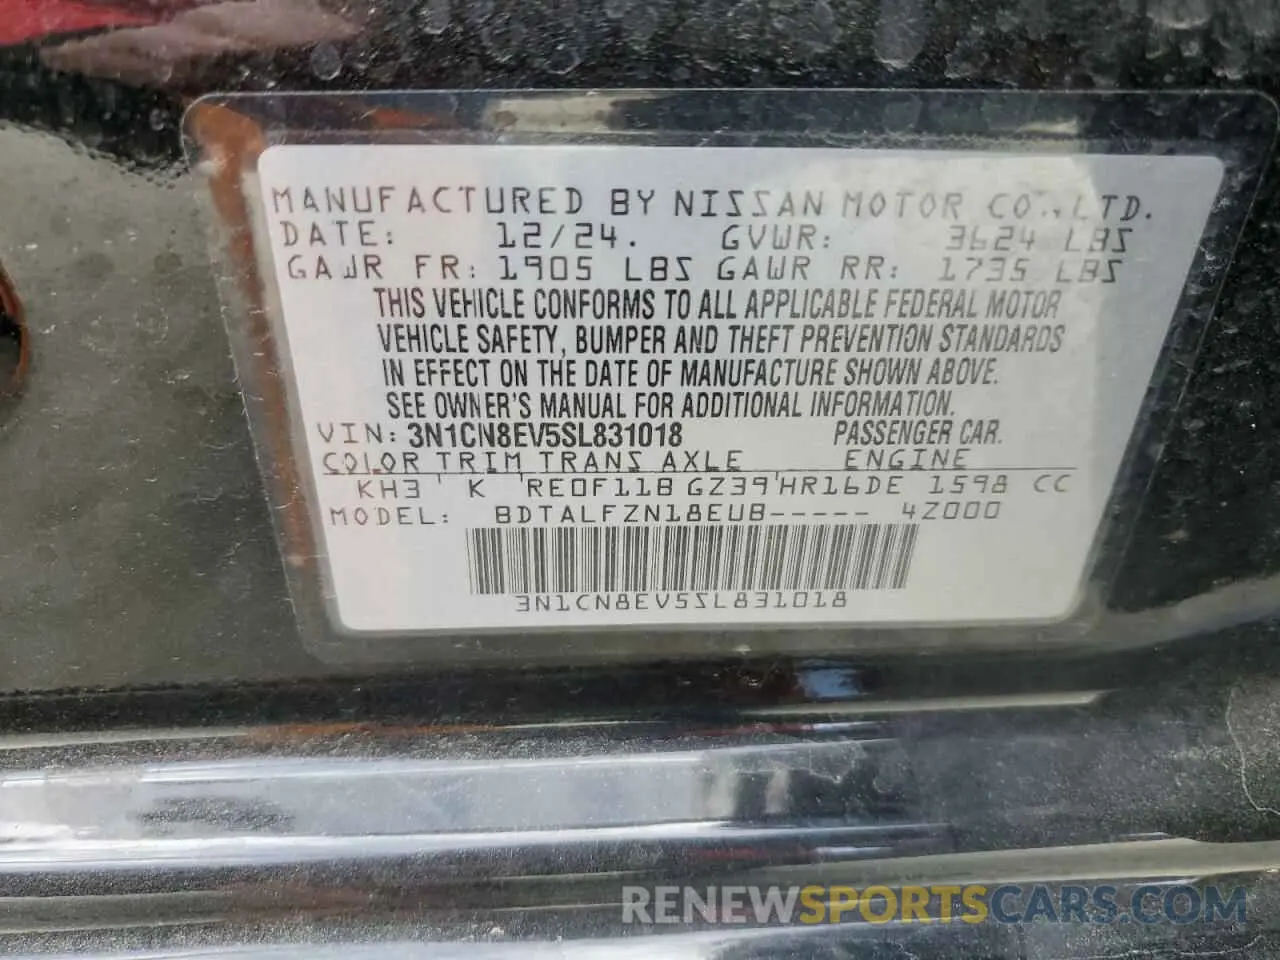 MANUFACTURED BY NISSAN MOTOR CO., LTD.
DATE: 12/24. GVWR: 3624 LBS
GAWR FR: 1905 LBS GAWR RR: 1735 LBS
THIS VEHICLE CONFORMS TO ALL APPLICABLE FEDERAL MOTOR
VEHICLE SAFETY, BUMPER AND THEFT PREVENTION STANDARDS
IN EFFECT ON THE DATE OF MANUFACTURE SHOWN ABOVE.
SEE OWNER'S MANUAL FOR ADDITIONAL INFORMATION.
VIN: 3N1CN8EV5SL831018 PASSENGER CAR.
COLOR TRIM TRANS AXLE ENGINE
KH3 ' K ' RE0F11B GZ39 ' HR16DE 1598 CC
MODEL: BDTALFZN18EUB----- 4Z000
3N1CN8EV5SL831018
RENEWSPORTSCARS.COM